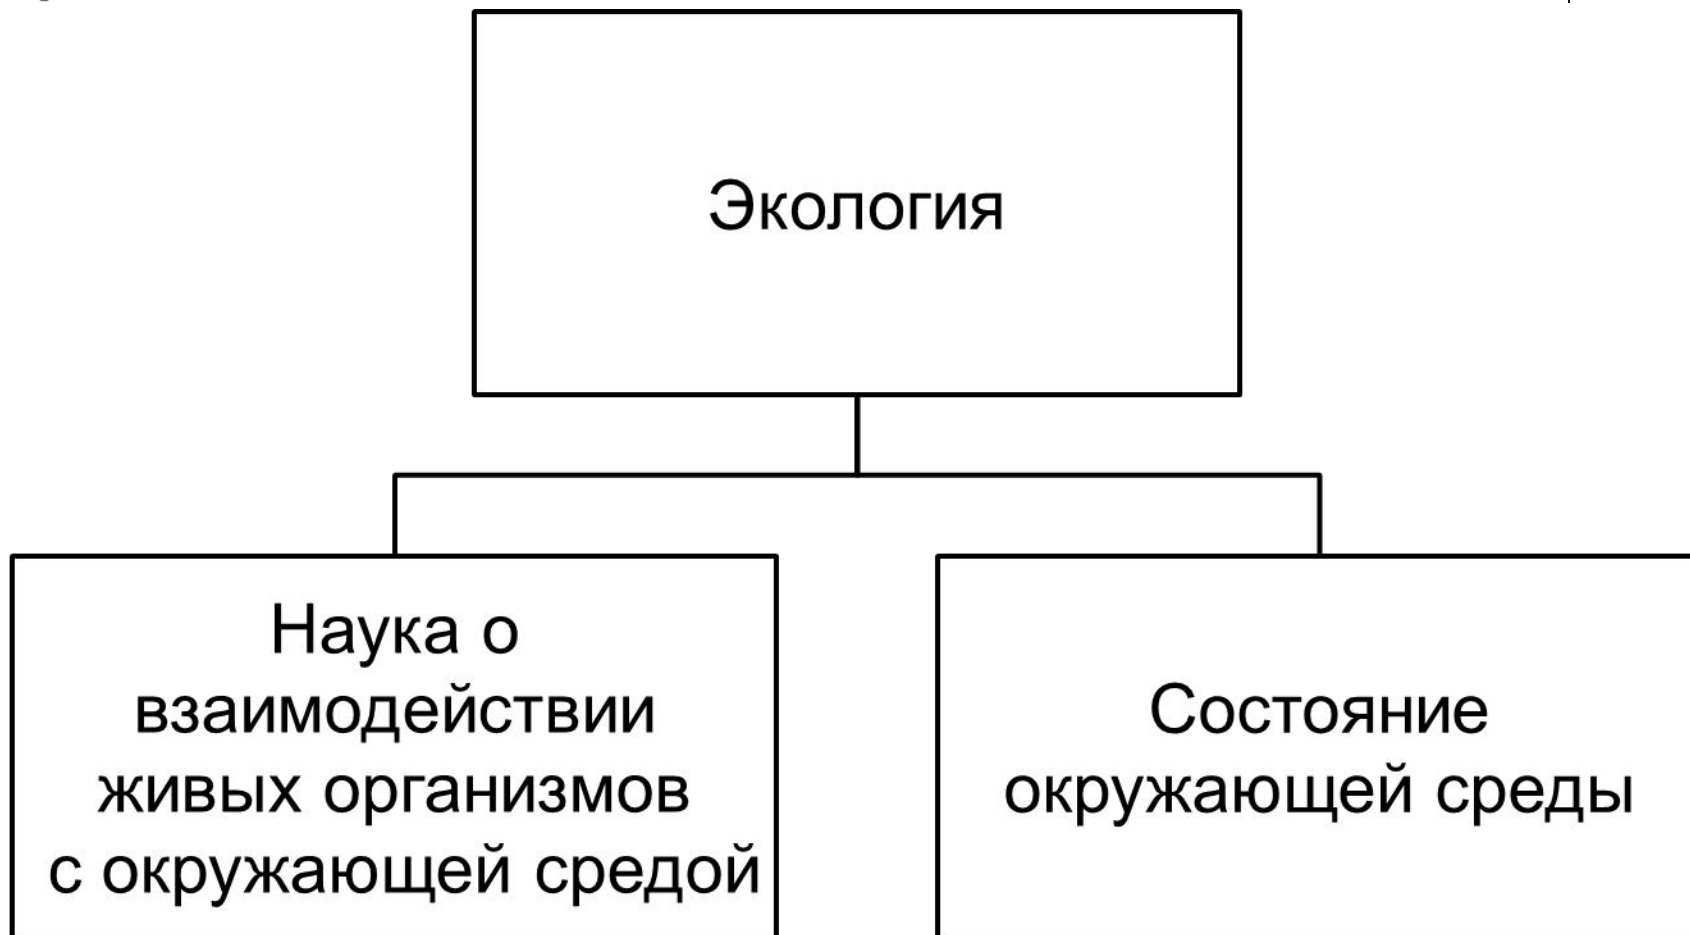 Экология
Наука о
взаимодействии
живых организмов
с окружающей средой
Состояние
окружающей среды